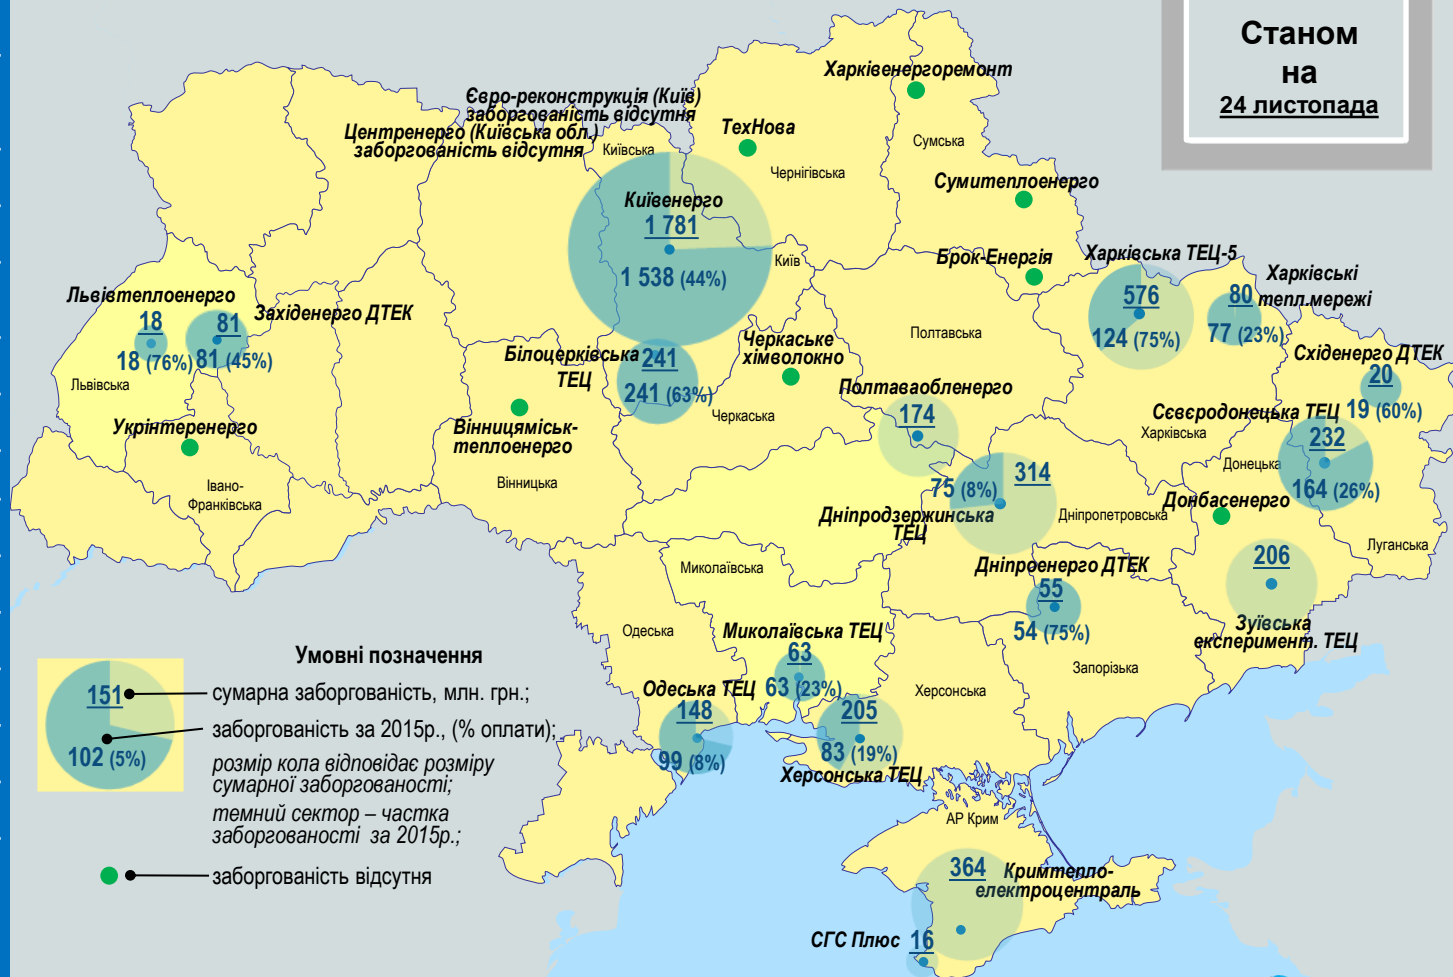 Станом
на
24 листопада
Харківенергоремонт
Євро-реконструкція (Київ)
заборгованість відсутня
Центренерго (Київська обл.)
заборгованість відсутня
Київська
ТехНова
Чернігівська
Сумська
Сумитеплоенерго
Київенерго
1 781
1 538 (44%)
Київ
Брок-Енергія
Харківська ТЕЦ-5
576
124 (75%)
Харківські
тепл.мережі
80
77 (23%)
Львівтеплоенерго
18
18 (76%)
Західенерго ДТЕК
81
81 (45%)
Львівська
Білоцерківська
ТЕЦ
241
241 (63%)
Черкаське
хімволокно
Черкаська
Полтавська
Полтаваобленерго
174
Східенерго ДТЕК
20
19 (60%)
Сєвєродонецька ТЕЦ
232
164 (26%)
Харківська
Донецька
Луганська
Укрінтеренерго
Івано-
Франківська
Вінницяміськ-
теплоенерго
Вінницька
75 (8%)
314
Дніпродзержинська
ТЕЦ
Дніпропетровська
Донбасенерго
206
Зуївська
експеримент. ТЕЦ
Дніпроенерго ДТЕК
55
54 (75%)
Запорізька
Миколаївська
Одеська
Миколаївська ТЕЦ
63
63 (23%)
Одеська ТЕЦ
148
99 (8%)
205
83 (19%)
Херсонська ТЕЦ
Херсонська
АР Крим
364
Кримтепло-
електроцентраль
СГС Плюс
16
Умовні позначення
151
102 (5%)
сумарна заборгованість, млн. грн.;
заборгованість за 2015р., (% оплати);
розмір кола відповідає розміру
сумарної заборгованості;
темний сектор – частка
заборгованості за 2015р.;
заборгованість відсутня